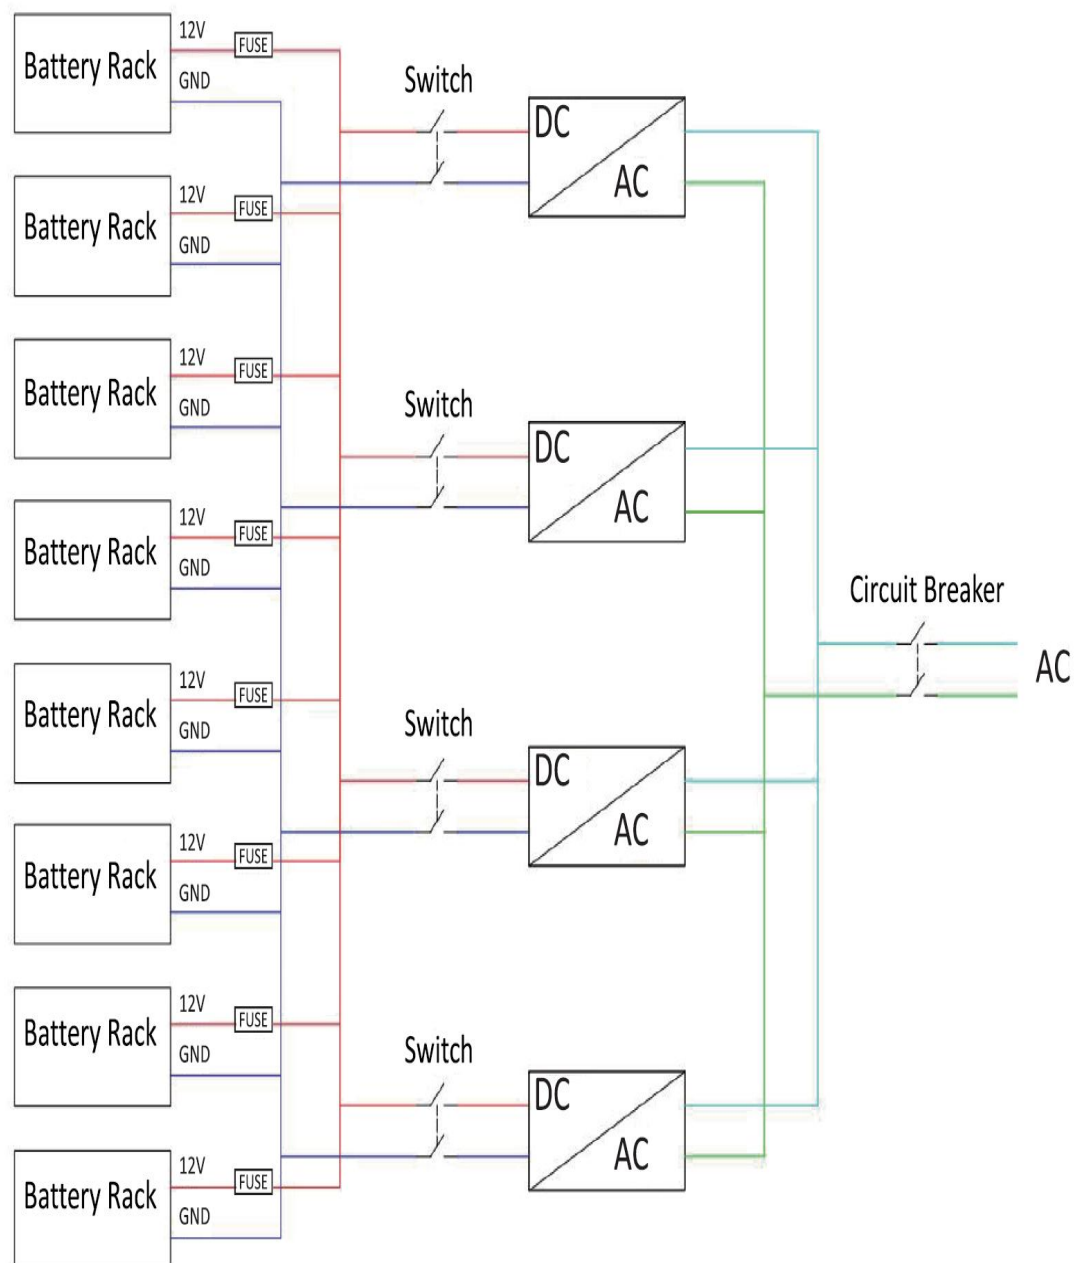 12V
FUSE
Battery Rack
GND
Switch
DC
AC
12V
FUSE
Battery Rack
GND
12V
FUSE
Battery Rack
GND
Switch
DC
AC
12V
FUSE
Battery Rack
GND
Circuit Breaker
AC
12V
FUSE
Battery Rack
GND
Switch
DC
AC
12V
FUSE
Battery Rack
GND
12V
FUSE
Battery Rack
GND
Switch
DC
AC
12V
FUSE
Battery Rack
GND